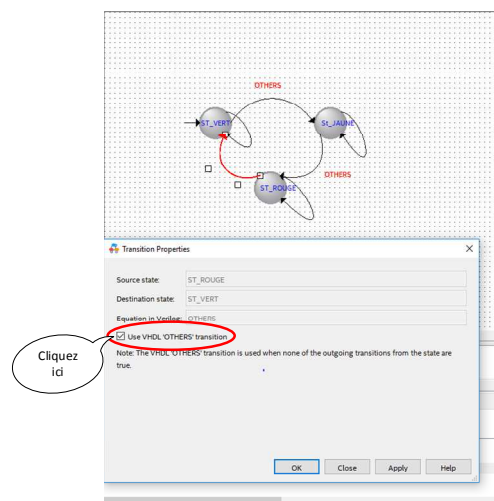 OTHERS
ST_VERT
St_JAUNE
OTHERS
ST_ROUGE
Transition Properties
Source state: ST_ROUGE
Destination state: ST_VERT
Equation in Verilog: OTHERS
Use VHDL 'OTHERS' transition
Note: The VHDL 'OTHERS' transition is used when none of the outgoing transitions from the state are
true.
Cliquez
ici
OK Close Apply Help